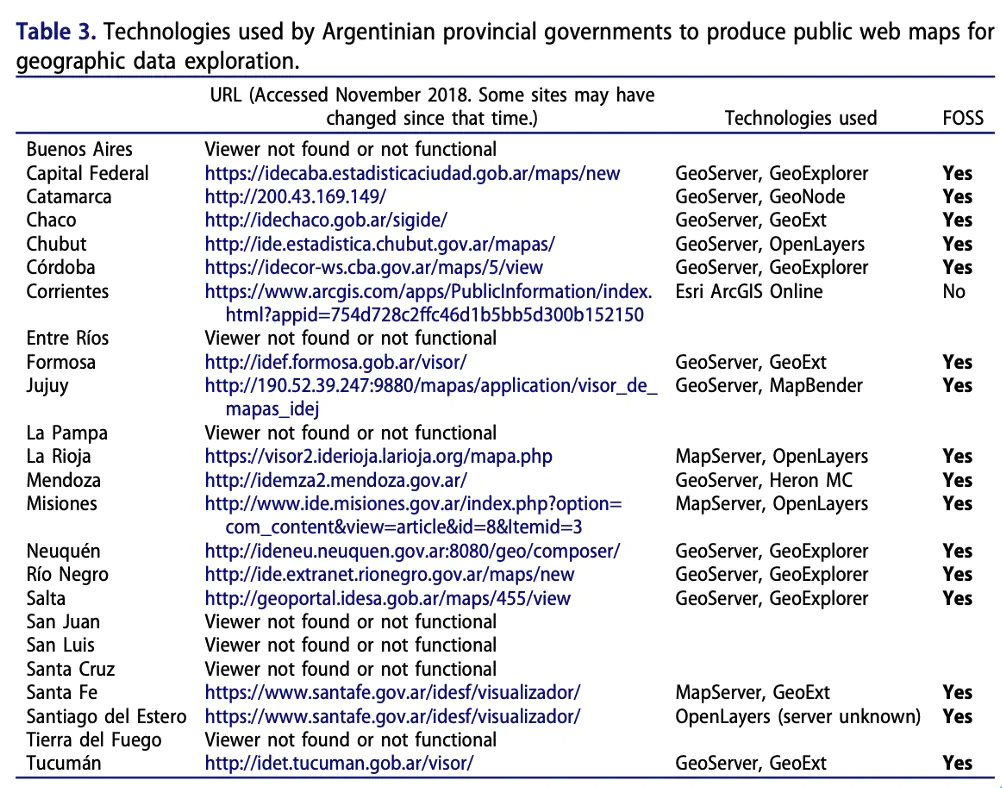 Table 3. Technologies used by Argentinian provincial governments to produce public web maps for
geographic data exploration.
URL (Accessed November 2018. Some sites may have
changed since that time.) Technologies used FOSS
Buenos Aires Viewer not found or not functional
Capital Federal https://idecaba.estadisticaciudad.gob.ar/maps/new GeoServer, GeoExplorer Yes
Catamarca http://200.43.169.149/ GeoServer, GeoNode Yes
Chaco http://idechaco.gob.ar/sigide/ GeoServer, GeoExt Yes
Chubut http://ide.estadistica.chubut.gov.ar/mapas/ GeoServer, OpenLayers Yes
Córdoba https://idecor-ws.cba.gov.ar/maps/5/view GeoServer, GeoExplorer Yes
Corrientes https://www.arcgis.com/apps/PublicInformation/index. Esri ArcGIS Online No
html?appid=754d728c2ffc46d1b5bb5d300b152150
Entre Ríos Viewer not found or not functional
Formosa http://idef.formosa.gob.ar/visor/ GeoServer, GeoExt Yes
Jujuy http://190.52.39.247:9880/mapas/application/visor_de_ GeoServer, MapBender Yes
mapas_idej
La Pampa Viewer not found or not functional
La Rioja https://visor2.iderioja.larioja.org/mapa.php MapServer, OpenLayers Yes
Mendoza http://idemza2.mendoza.gov.ar/ GeoServer, Heron MC Yes
Misiones http://www.ide.misiones.gov.ar/index.php?option= MapServer, OpenLayers Yes
com_content&view=article&id=8&Itemid=3
Neuquén http://ideneu.neuquen.gov.ar:8080/geo/composer/ GeoServer, GeoExplorer Yes
Río Negro http://ide.extranet.rionegro.gov.ar/maps/new GeoServer, GeoExplorer Yes
Salta http://geoportal.idesa.gob.ar/maps/455/view GeoServer, GeoExplorer Yes
San Juan Viewer not found or not functional
San Luis Viewer not found or not functional
Santa Cruz Viewer not found or not functional
Santa Fe https://www.santafe.gov.ar/idesf/visualizador/ MapServer, GeoExt Yes
Santiago del Estero https://www.santafe.gov.ar/idesf/visualizador/ OpenLayers (server unknown) Yes
Tierra del Fuego Viewer not found or not functional
Tucumán http://idet.tucuman.gob.ar/visor/ GeoServer, GeoExt Yes